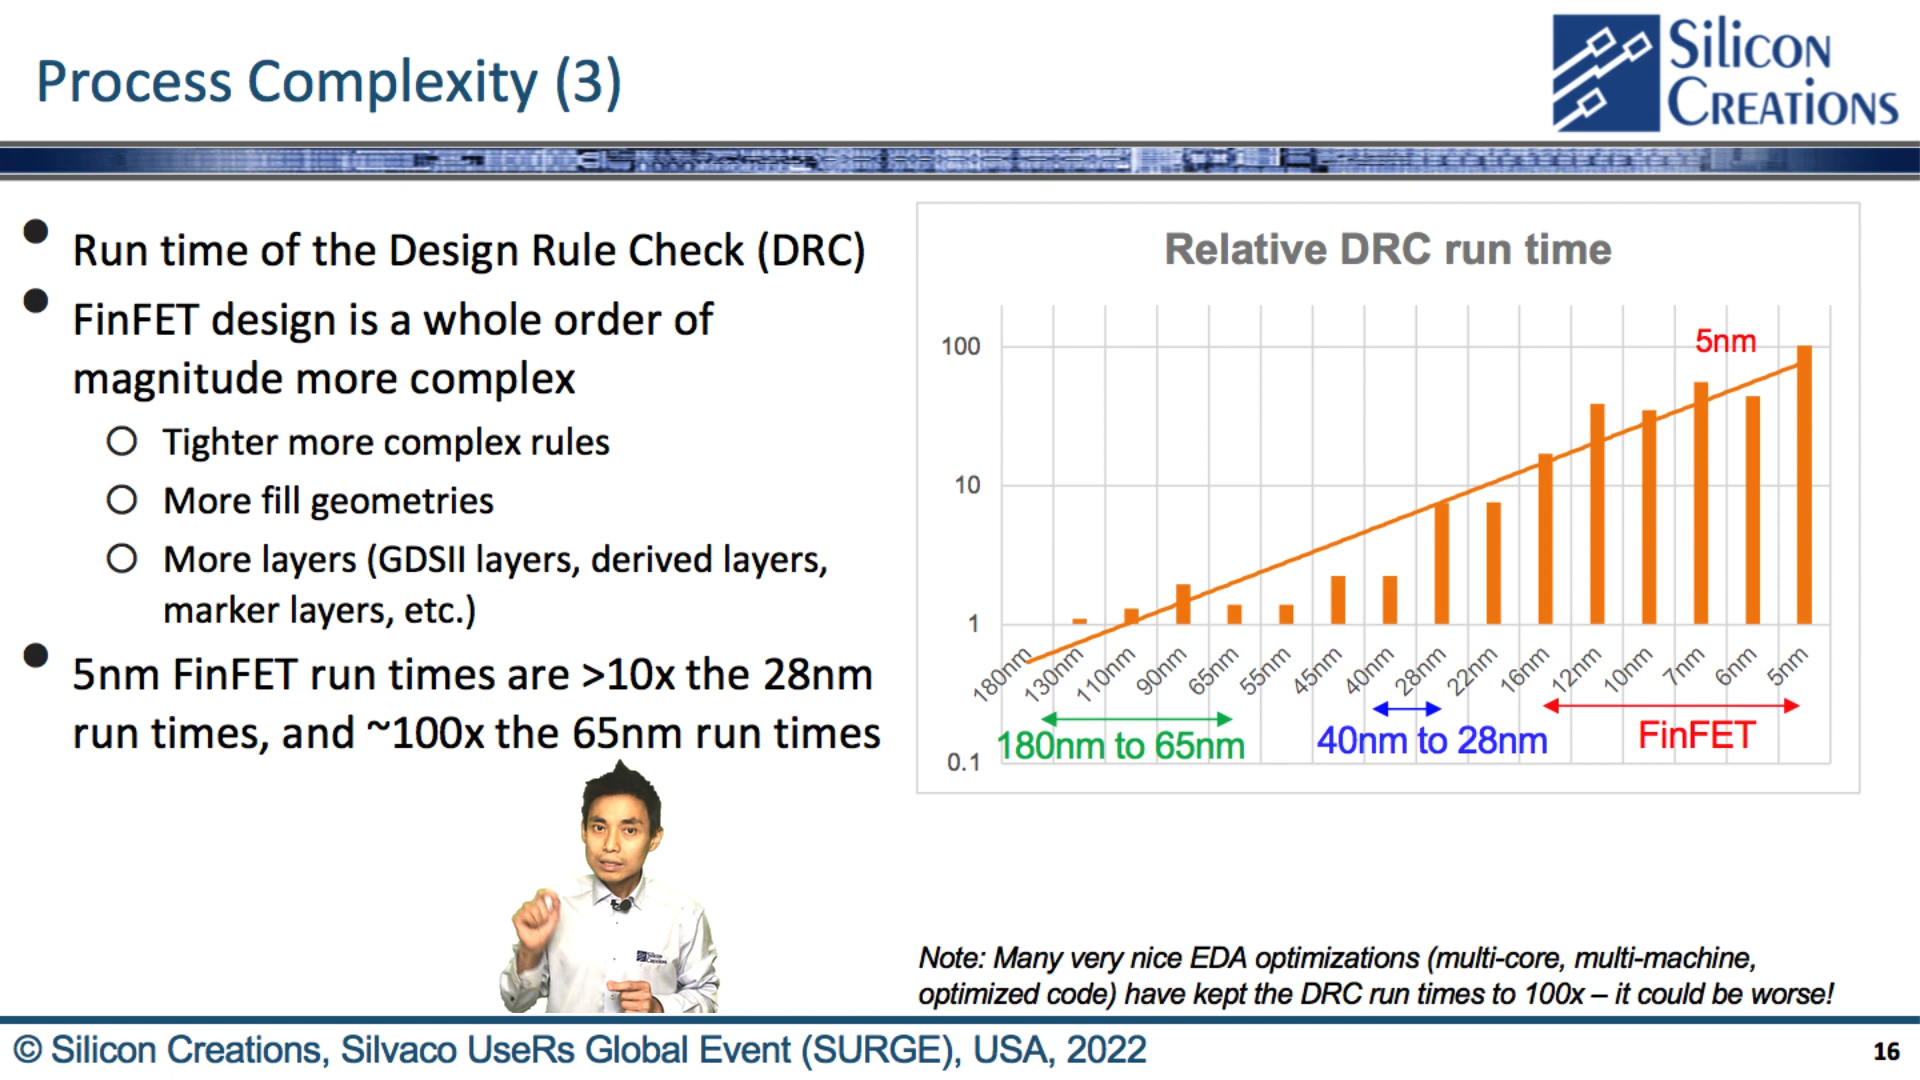 Process Complexity (3)
Silicon
Creations
Run time of the Design Rule Check (DRC)
FinFET design is a whole order of
magnitude more complex
Tighter more complex rules
More fill geometries
More layers (GDSII layers, derived layers,
marker layers, etc.)
5nm FinFET run times are >10x the 28nm
run times, and ~100x the 65nm run times
Relative DRC run time
100
10
1
0.1
5nm
180nm
130nm
110nm
90nm
65nm
55nm
45nm
40nm
28nm
22nm
16nm
12nm
10nm
7nm
6nm
5nm
180nm to 65nm
40nm to 28nm
FinFET
Silicon
Creations
Note: Many very nice EDA optimizations (multi-core, multi-machine,
optimized code) have kept the DRC run times to 100x – it could be worse!
© Silicon Creations, Silvaco UseRs Global Event (SURGE), USA, 2022
16